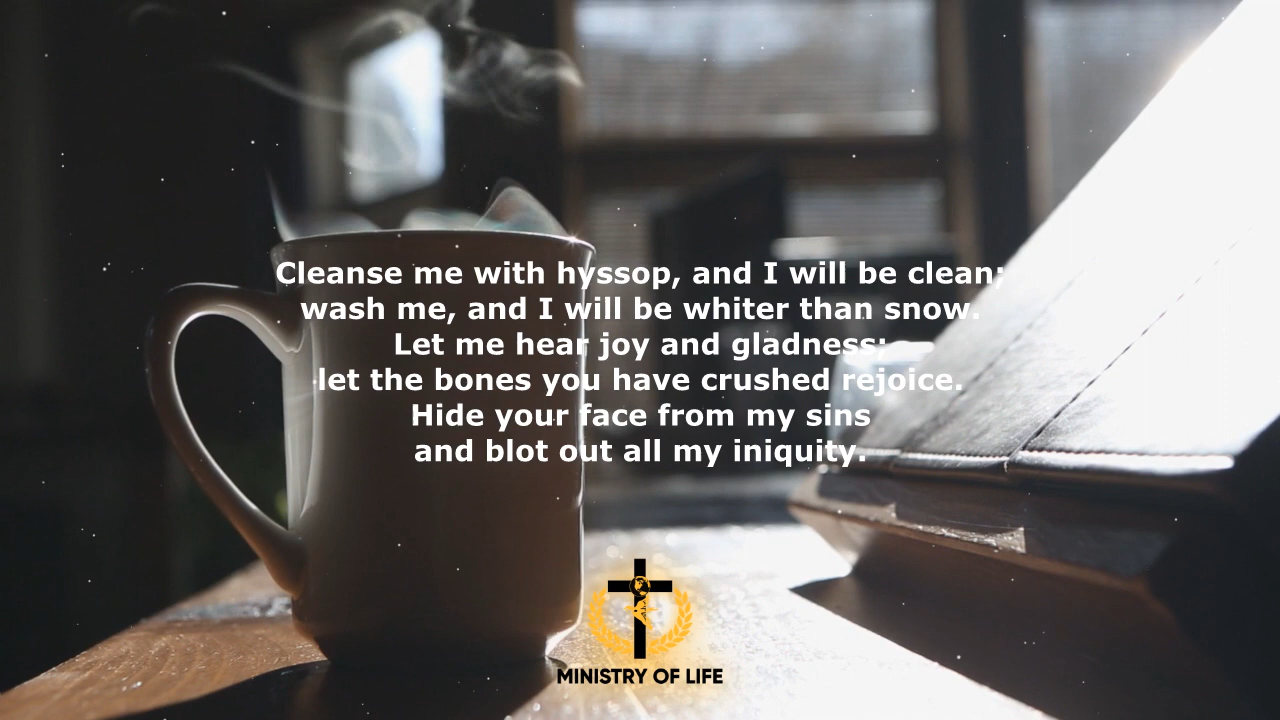 Cleanse me with hyssop, and I will be clean;
wash me, and I will be whiter than snow.
Let me hear joy and gladness;
let the bones you have crushed rejoice.
Hide your face from my sins
and blot out all my iniquity.
MINISTRY OF LIFE